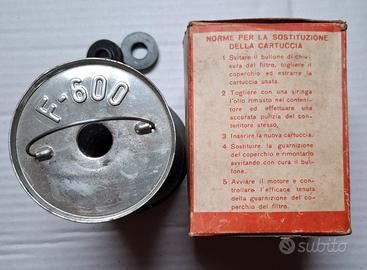 F-600
NORME PER LA SOSTITUZIONE
DELLA CARTUCCIA
1 Svitare il bullone di chiu-
sura del filtro, togliere il
coperchio ed estrarre la
cartuccia usata.
2 Togliere con una siringa
l'olio rimasto nel conteni-
tore ed effettuare una
accurata pulizia del con-
tenitore stesso.
3 Inserire la nuova cartuccia.
4 Sostituire la guarnizione
del coperchio e rimontarlo
avvitando con cura il bul-
lone.
5 Avviare il motore e con-
trollare l'efficace tenuta
della guarnizione del co-
perchio del filtro.
subito